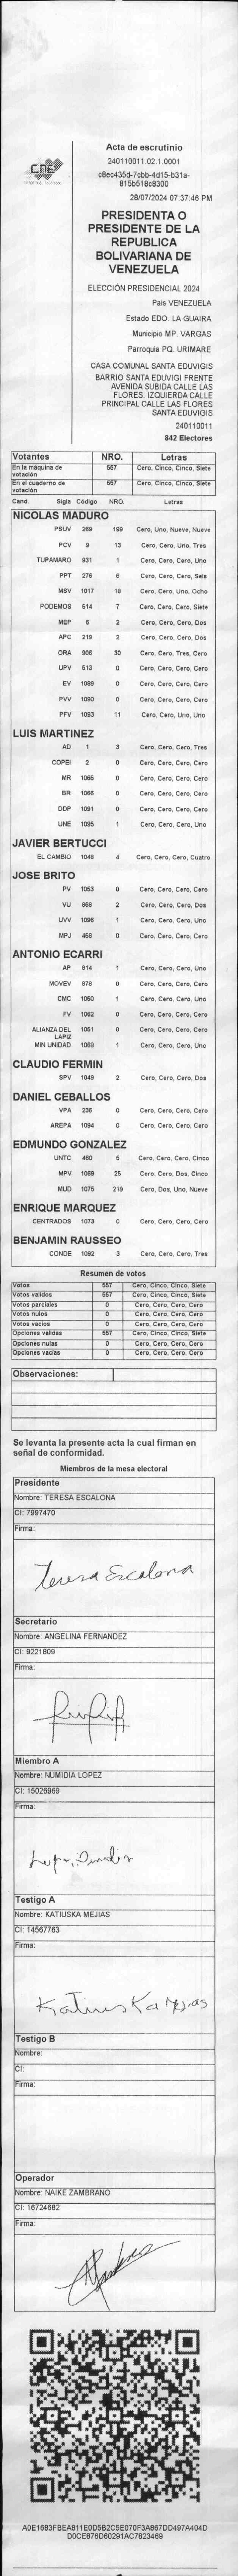 CNE
Acta de escrutinio
240110011.02.1.0001
c8ec435d-7cbb-4d15-b31a-
815b518c8300
28/07/2024 07:37:46 PM
PRESIDENTA O
PRESIDENTE DE LA
REPUBLICA
BOLIVARIANA DE
VENEZUELA
ELECCIÓN PRESIDENCIAL 2024
Pais VENEZUELA
Estado EDO. LA GUAIRA
Municipio MP. VARGAS
Parroquia PQ. URIMARE
CASA COMUNAL SANTA EDUVIGIS
BARRIO SANTA EDUVIGI FRENTE
AVENIDA SUBIDA CALLE LAS
FLORES. IZQUIERDA CALLE
PRINCIPAL CALLE LAS FLORES
SANTA EDUVIGIS
240110011
842 Electores
Votantes NRO. Letras
En la máquina de votación 557 Cero, Cinco, Cinco, Siete
En el cuaderno de votación 557 Cero, Cinco, Cinco, Siete
Cand. Sigla Código NRO. Letras
NICOLAS MADURO
PSUV 269 199 Cero, Uno, Nueve, Nueve
PCV 9 13 Cero, Cero, Uno, Tres
TUPAMARO 931 1 Cero, Cero, Cero, Uno
PPT 276 6 Cero, Cero, Cero, Seis
MSV 1017 18 Cero, Cero, Uno, Ocho
PODEMOS 514 7 Cero, Cero, Cero, Siete
MEP 6 2 Cero, Cero, Cero, Dos
APC 219 2 Cero, Cero, Cero, Dos
ORA 906 30 Cero, Cero, Tres, Cero
UPV 513 0 Cero, Cero, Cero, Cero
EV 1089 0 Cero, Cero, Cero, Cero
PVV 1090 0 Cero, Cero, Cero, Cero
PFV 1093 11 Cero, Cero, Uno, Uno
LUIS MARTINEZ
AD 1 3 Cero, Cero, Cero, Tres
COPEI 2 0 Cero, Cero, Cero, Cero
MR 1065 0 Cero, Cero, Cero, Cero
BR 1066 0 Cero, Cero, Cero, Cero
DDP 1091 0 Cero, Cero, Cero, Cero
UNE 1095 1 Cero, Cero, Cero, Uno
JAVIER BERTUCCI
EL CAMBIO 1048 4 Cero, Cero, Cero, Cuatro
JOSE BRITO
PV 1053 0 Cero, Cero, Cero, Cero
VU 868 2 Cero, Cero, Cero, Dos
UVV 1096 1 Cero, Cero, Cero, Uno
MPJ 458 0 Cero, Cero, Cero, Cero
ANTONIO ECARRI
AP 814 1 Cero, Cero, Cero, Uno
MOVEV 878 0 Cero, Cero, Cero, Cero
CMC 1050 1 Cero, Cero, Cero, Uno
FV 1062 0 Cero, Cero, Cero, Cero
ALIANZA DEL LAPIZ 1051 0 Cero, Cero, Cero, Cero
MIN UNIDAD 1068 1 Cero, Cero, Cero, Uno
CLAUDIO FERMIN
SPV 1049 2 Cero, Cero, Cero, Dos
DANIEL CEBALLOS
VPA 236 0 Cero, Cero, Cero, Cero
AREPA 1094 0 Cero, Cero, Cero, Cero
EDMUNDO GONZALEZ
UNTC 460 5 Cero, Cero, Cero, Cinco
MPV 1069 25 Cero, Cero, Dos, Cinco
MUD 1075 219 Cero, Dos, Uno, Nueve
ENRIQUE MARQUEZ
CENTRADOS 1073 0 Cero, Cero, Cero, Cero
BENJAMIN RAUSSEO
CONDE 1092 3 Cero, Cero, Cero, Tres
Resumen de votos
Votos 557 Cero, Cinco, Cinco, Siete
Votos validos 557 Cero, Cinco, Cinco, Siete
Votos parciales 0 Cero, Cero, Cero, Cero
Votos nulos 0 Cero, Cero, Cero, Cero
Votos vacios 0 Cero, Cero, Cero, Cero
Opciones validas 557 Cero, Cinco, Cinco, Siete
Opciones nulas 0 Cero, Cero, Cero, Cero
Opciones vacias 0 Cero, Cero, Cero, Cero
Observaciones:
Se levanta la presente acta la cual firman en
señal de conformidad.
Miembros de la mesa electoral
Presidente
Nombre: TERESA ESCALONA
CI: 7997470
Firma:
Teresa Escalona
Secretario
Nombre: ANGELINA FERNANDEZ
CI: 9221809
Firma:
Miembro A
Nombre: NUMIDIA LOPEZ
CI: 15026969
Firma:
Testigo A
Nombre: KATIUSKA MEJIAS
CI: 14567763
Firma:
Katiuska Mejias
Testigo B
Nombre:
CI:
Firma:
Operador
Nombre: NAIKE ZAMBRANO
CI: 16724682
Firma:
A0E16B3FBEA811E0D5B2C5E070F3A867DD497A404D
D0CE876D60291AC7823469